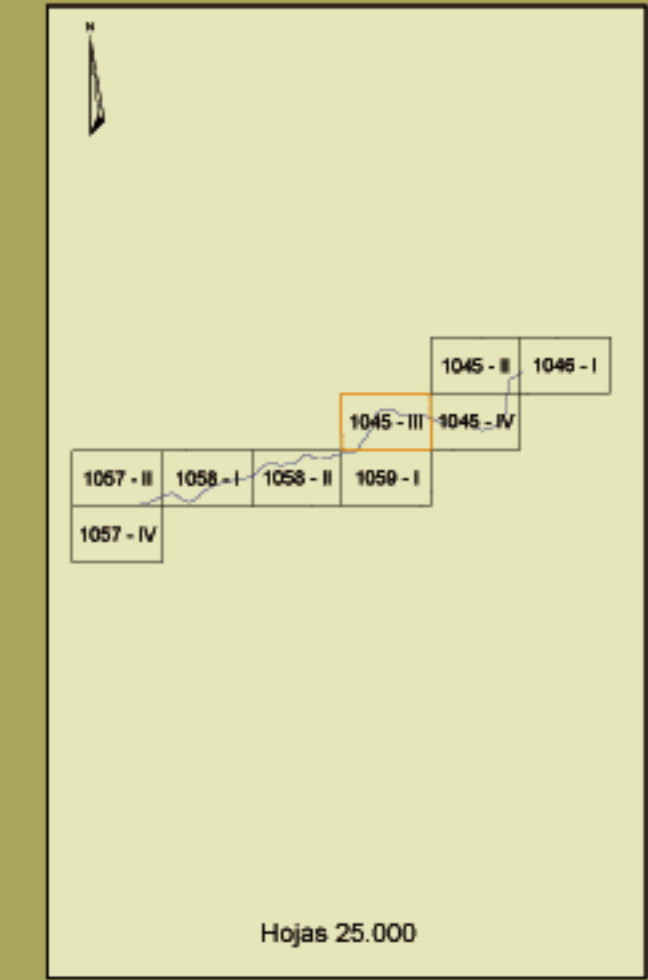 N
1045 - II 1046 - I
1045 - III 1045 - IV
1057 - II 1058 - I 1058 - II 1059 - I
1057 - IV
Hojas 25.000